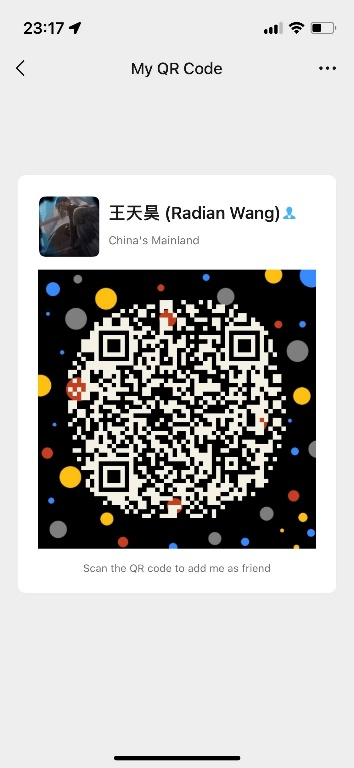 23:17
My QR Code
王天昊 (Radian Wang)
China's Mainland
Scan the QR code to add me as friend